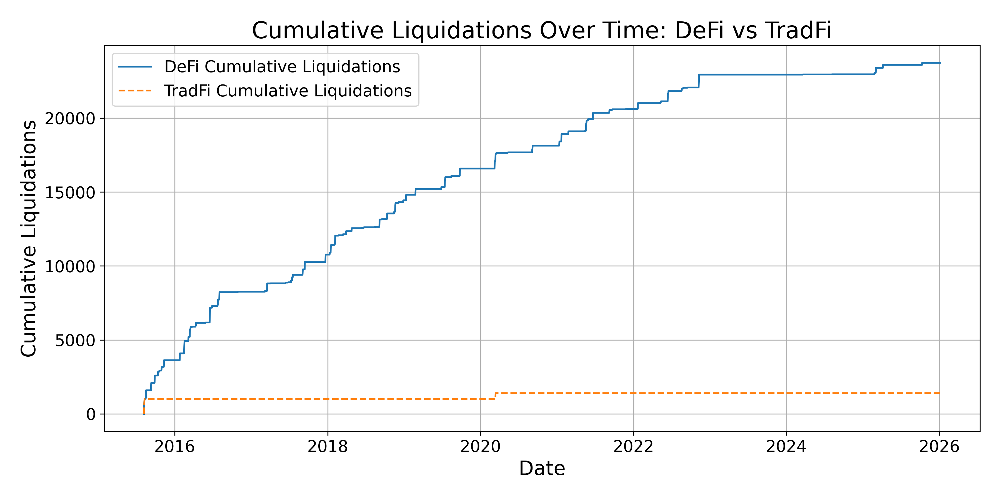 Cumulative Liquidations Over Time: DeFi vs TradFi
DeFi Cumulative Liquidations
TradFi Cumulative Liquidations
Cumulative Liquidations
20000
15000
10000
5000
0
2016 2018 2020 2022 2024 2026
Date